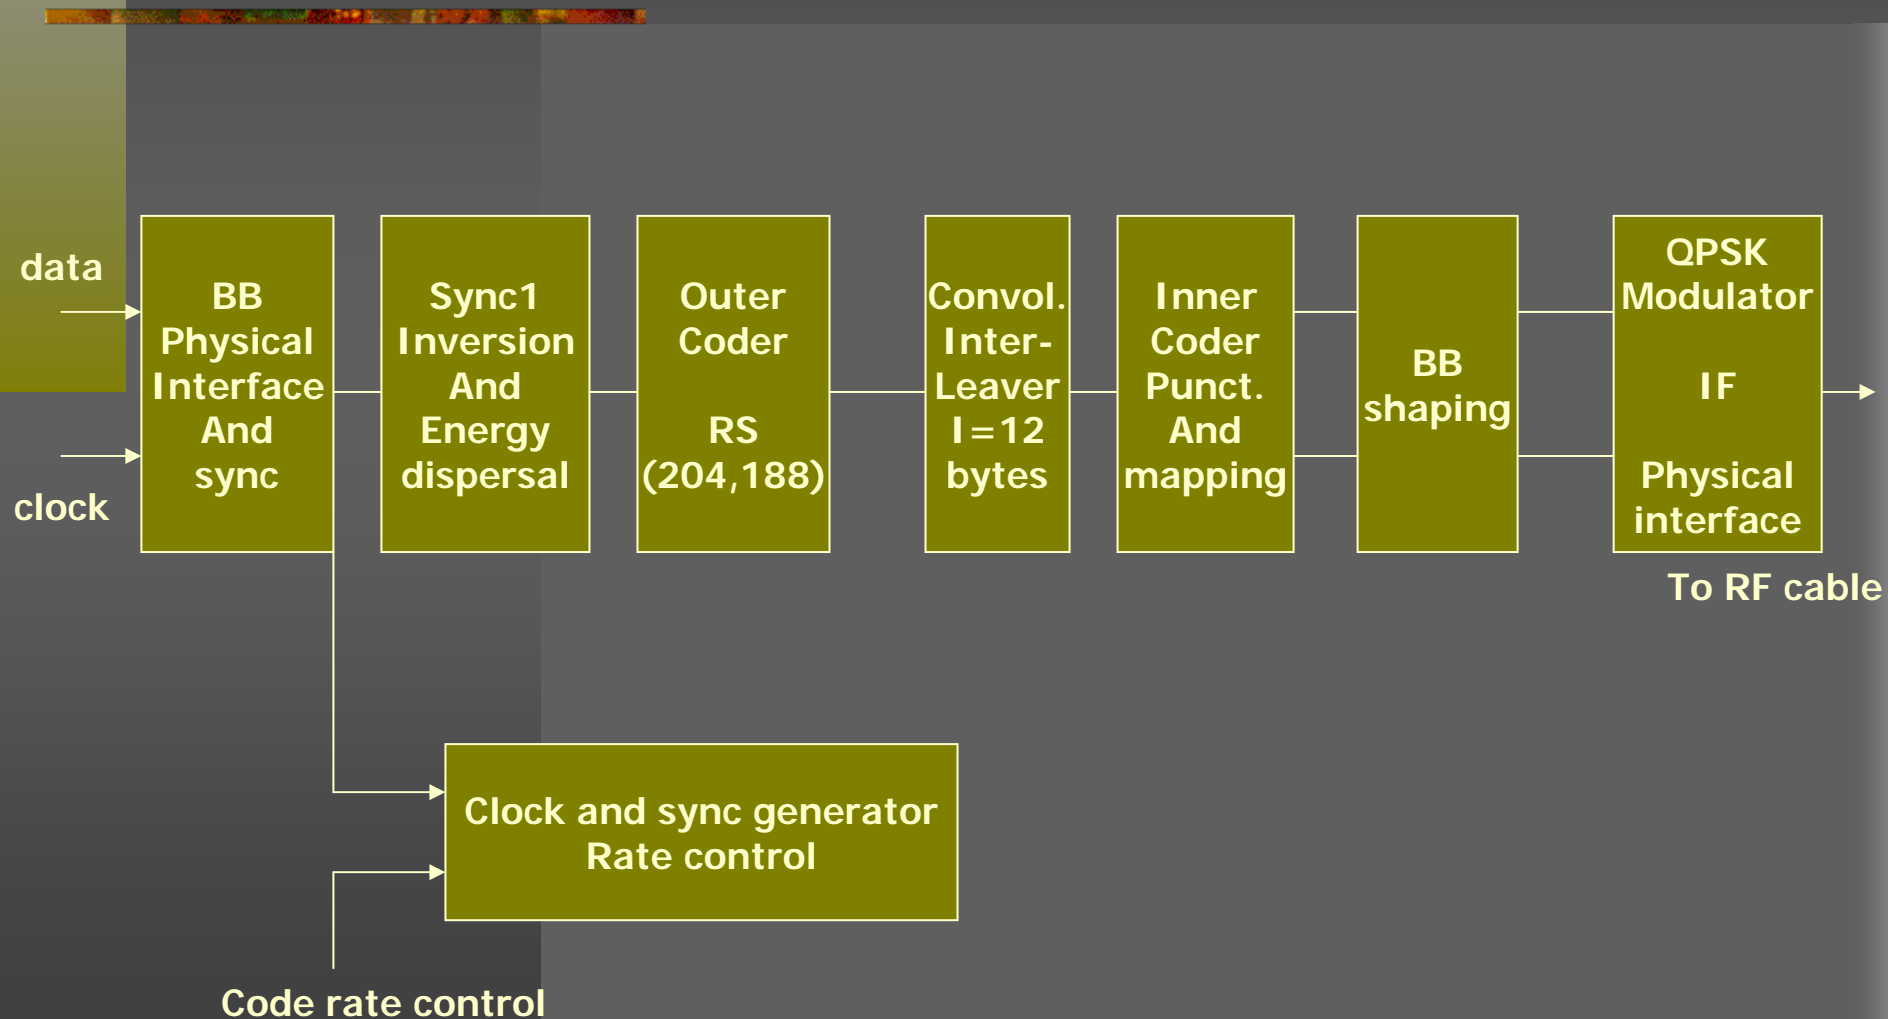 data
clock
BB
Physical
Interface
And
sync
Sync1
Inversion
And
Energy
dispersal
Outer
Coder
RS
(204,188)
Convol.
Inter-
Leaver
I=12
bytes
Inner
Coder
Punct.
And
mapping
BB
shaping
QPSK
Modulator
IF
Physical
interface
To RF cable
Clock and sync generator
Rate control
Code rate control